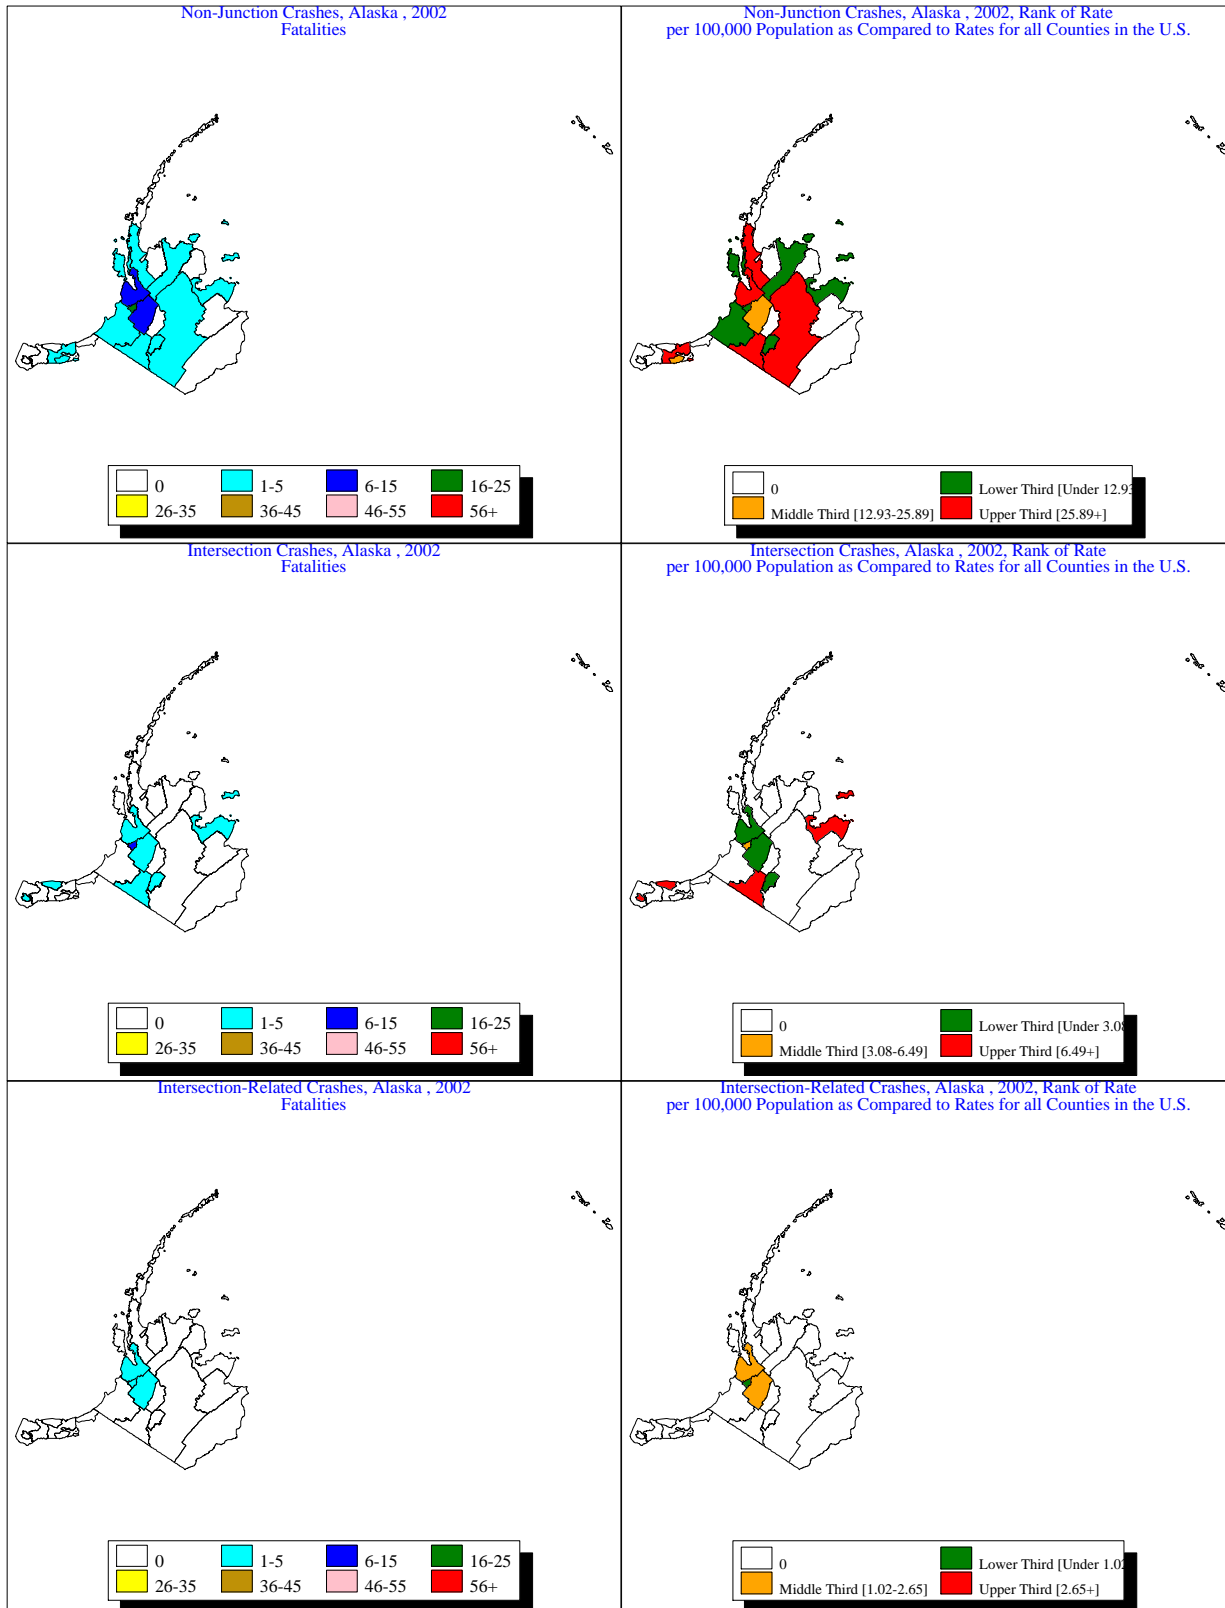 Non-Junction Crashes, Alaska , 2002
Fatalities
0
1-5
6-15
16-25
26-35
36-45
46-55
56+
Non-Junction Crashes, Alaska , 2002, Rank of Rate
per 100,000 Population as Compared to Rates for all Counties in the U.S.
0
Lower Third [Under 12.93
Middle Third [12.93-25.89]
Upper Third [25.89+]
Intersection Crashes, Alaska , 2002
Fatalities
0
1-5
6-15
16-25
26-35
36-45
46-55
56+
Intersection Crashes, Alaska , 2002, Rank of Rate
per 100,000 Population as Compared to Rates for all Counties in the U.S.
0
Lower Third [Under 3.08
Middle Third [3.08-6.49]
Upper Third [6.49+]
Intersection-Related Crashes, Alaska , 2002
Fatalities
0
1-5
6-15
16-25
26-35
36-45
46-55
56+
Intersection-Related Crashes, Alaska , 2002, Rank of Rate
per 100,000 Population as Compared to Rates for all Counties in the U.S.
0
Lower Third [Under 1.02
Middle Third [1.02-2.65]
Upper Third [2.65+]